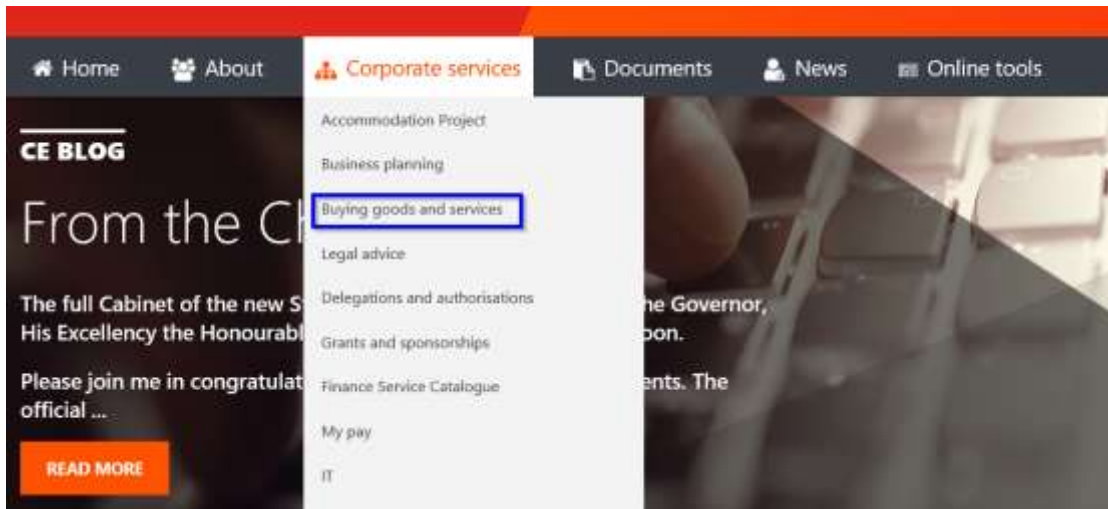 Home About Corporate services Documents News Online tools
Accommodation Project
Business planning
Buying goods and services
Legal advice
Delegations and authorisations
Grants and sponsorships
Finance Service Catalogue
My pay
IT
CE BLOG
From the C
The full Cabinet of the new S he Governor,
His Excellency the Honourabl oon.
Please join me in congratulat ents. The
official ...
READ MORE